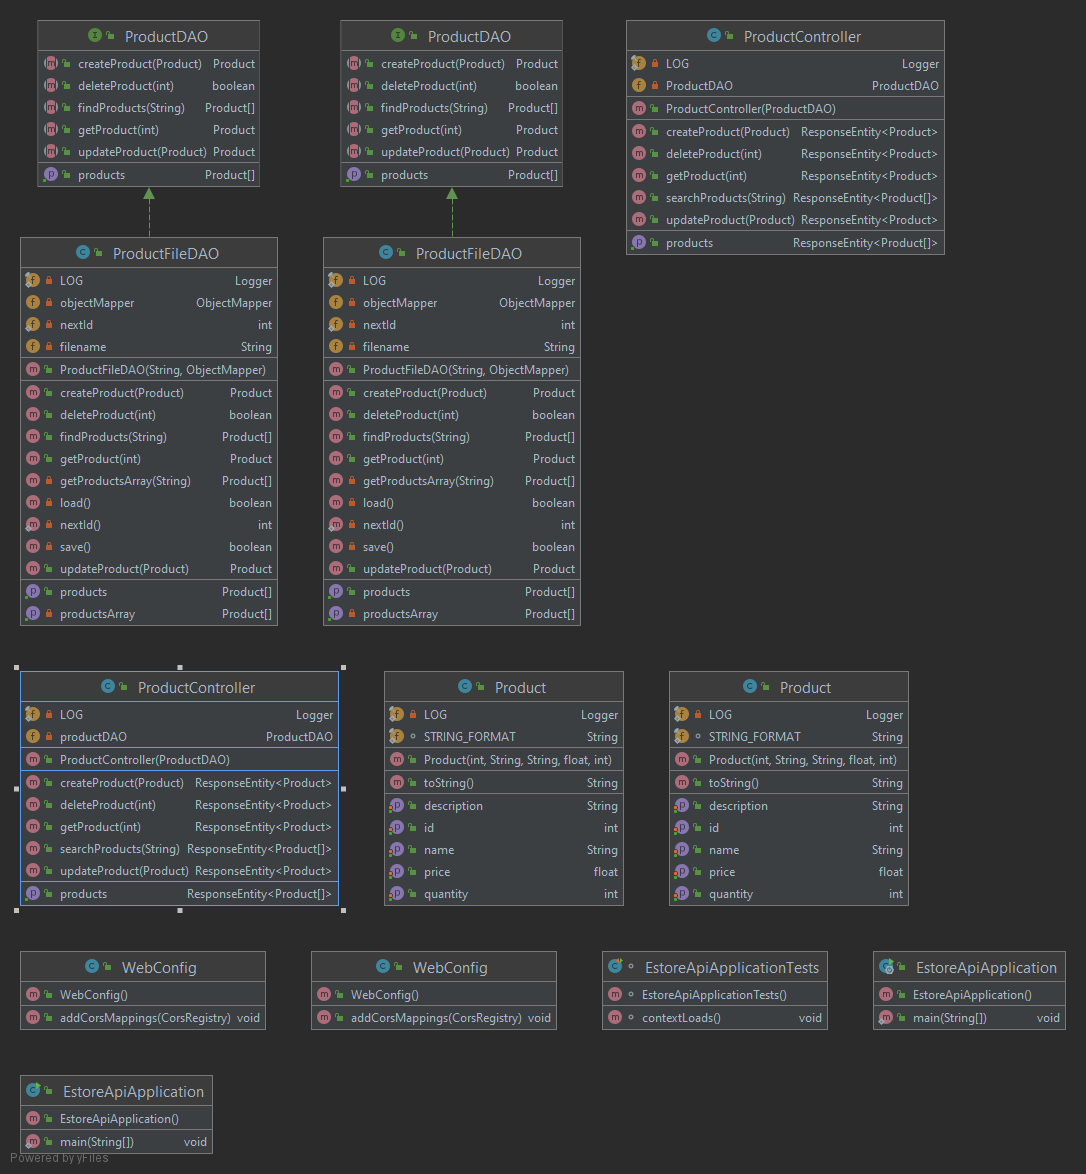 ProductDAO
createProduct(Product) Product
deleteProduct(int) boolean
findProducts(String) Product[]
getProduct(int) Product
updateProduct(Product) Product
products Product[]
ProductDAO
createProduct(Product) Product
deleteProduct(int) boolean
findProducts(String) Product[]
getProduct(int) Product
updateProduct(Product) Product
products Product[]
ProductController
LOG Logger
ProductDAO ProductDAO
ProductController(ProductDAO)
createProduct(Product) ResponseEntity<Product>
deleteProduct(int) ResponseEntity<Product>
getProduct(int) ResponseEntity<Product>
searchProducts(String) ResponseEntity<Product[]>
updateProduct(Product) ResponseEntity<Product>
products ResponseEntity<Product[]>
ProductFileDAO
LOG Logger
objectMapper ObjectMapper
nextId int
filename String
ProductFileDAO(String, ObjectMapper)
createProduct(Product) Product
deleteProduct(int) boolean
findProducts(String) Product[]
getProduct(int) Product
getProductsArray(String) Product[]
load() boolean
nextId() int
save() boolean
updateProduct(Product) Product
products Product[]
productsArray Product[]
ProductFileDAO
LOG Logger
objectMapper ObjectMapper
nextId int
filename String
ProductFileDAO(String, ObjectMapper)
createProduct(Product) Product
deleteProduct(int) boolean
findProducts(String) Product[]
getProduct(int) Product
getProductsArray(String) Product[]
load() boolean
nextId() int
save() boolean
updateProduct(Product) Product
products Product[]
productsArray Product[]
ProductController
LOG Logger
productDAO ProductDAO
ProductController(ProductDAO)
createProduct(Product) ResponseEntity<Product>
deleteProduct(int) ResponseEntity<Product>
getProduct(int) ResponseEntity<Product>
searchProducts(String) ResponseEntity<Product[]>
updateProduct(Product) ResponseEntity<Product>
products ResponseEntity<Product[]>
Product
LOG Logger
STRING_FORMAT String
Product(int, String, String, float, int)
toString() String
description String
id int
name String
price float
quantity int
Product
LOG Logger
STRING_FORMAT String
Product(int, String, String, float, int)
toString() String
description String
id int
name String
price float
quantity int
WebConfig
WebConfig()
addCorsMappings(CorsRegistry) void
WebConfig
WebConfig()
addCorsMappings(CorsRegistry) void
EstoreApiApplicationTests
EstoreApiApplicationTests()
contextLoads() void
EstoreApiApplication
EstoreApiApplication()
main(String[]) void
EstoreApiApplication
EstoreApiApplication()
main(String[]) void
Powered by yFiles